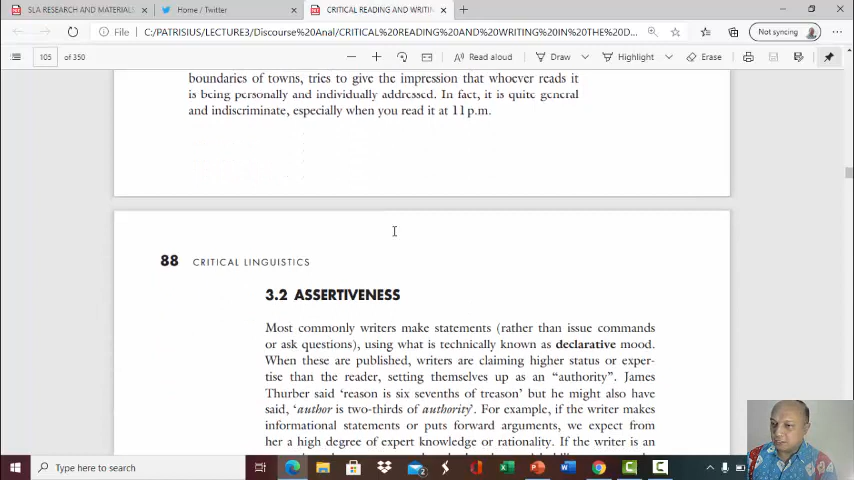 SLA RESEARCH AND MATERIALS
Home / Twitter
CRITICAL READING AND WRITIN
Not syncing
File
C:/PATRISIUS/LECTURE3/Discourse%20Anal/CRITICAL%20READING%20AND%20WRITING%20IN%20THE%20D...
105
of 350
Read aloud
Draw
Highlight
Erase
boundaries of towns, tries to give the impression that whoever reads it
is being personally and individually addressed. In fact, it is quite general
and indiscriminate, especially when you read it at 11 p.m.
88 CRITICAL LINGUISTICS
3.2 ASSERTIVENESS
Most commonly writers make statements (rather than issue commands
or ask questions), using what is technically known as declarative mood.
When these are published, writers are claiming higher status or exper-
tise than the reader, setting themselves up as an “authority”. James
Thurber said ‘reason is six sevenths of treason’ but he might also have
said, ‘author is two-thirds of authority’. For example, if the writer makes
informational statements or puts forward arguments, we expect from
her a high degree of expert knowledge or rationality. If the writer is an
Type here to search